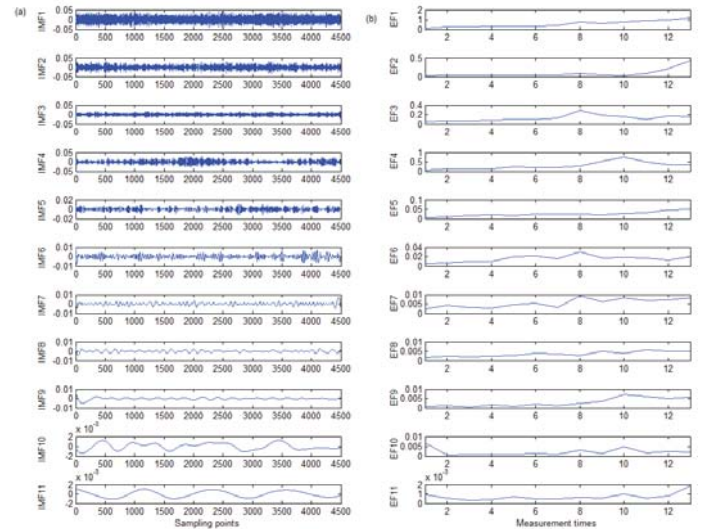 (a)
IMF1
0.05
0
-0.05
0 500 1000 1500 2000 2500 3000 3500 4000 4500
IMF2
0.05
0
-0.05
0 500 1000 1500 2000 2500 3000 3500 4000 4500
IMF3
0.05
0
-0.05
0 500 1000 1500 2000 2500 3000 3500 4000 4500
IMF4
0.05
0
-0.05
0 500 1000 1500 2000 2500 3000 3500 4000 4500
IMF5
0.02
0
-0.02
0 500 1000 1500 2000 2500 3000 3500 4000 4500
IMF6
0.01
0
-0.01
0 500 1000 1500 2000 2500 3000 3500 4000 4500
IMF7
0.01
0
-0.01
0 500 1000 1500 2000 2500 3000 3500 4000 4500
IMF8
0.01
0
-0.01
0 500 1000 1500 2000 2500 3000 3500 4000 4500
IMF9
0.01
0
-0.01
0 500 1000 1500 2000 2500 3000 3500 4000 4500
x 10⁻³
IMF10
2
0
-2
0 500 1000 1500 2000 2500 3000 3500 4000 4500
x 10⁻³
IMF11
2
0
-2
0 500 1000 1500 2000 2500 3000 3500 4000 4500
Sampling points
(b)
EF1
2
1
0
2 4 6 8 10 12
EF2
0.5
0
2 4 6 8 10 12
EF3
0.4
0.2
0
2 4 6 8 10 12
EF4
1
0.5
0
2 4 6 8 10 12
EF5
0.1
0.05
0
2 4 6 8 10 12
EF6
0.04
0.02
0
2 4 6 8 10 12
EF7
0.01
0.005
0
2 4 6 8 10 12
EF8
0.01
0.005
0
2 4 6 8 10 12
EF9
0.01
0.005
0
2 4 6 8 10 12
EF10
0.01
0.005
0
2 4 6 8 10 12
x 10⁻³
EF11
2
1
0
2 4 6 8 10 12
Measurement times